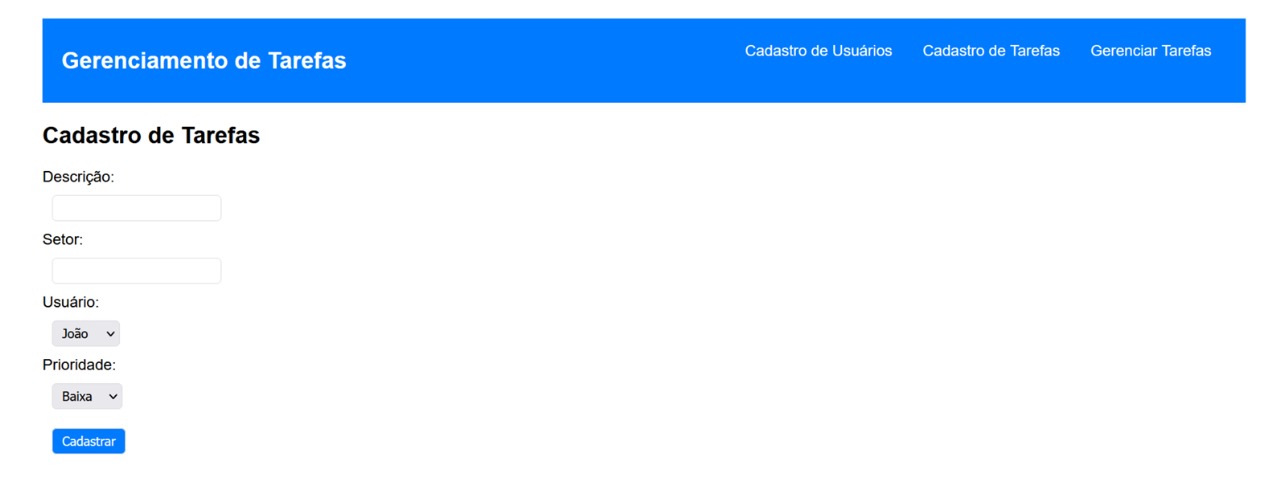 Gerenciamento de Tarefas
Cadastro de Usuários
Cadastro de Tarefas
Gerenciar Tarefas
Cadastro de Tarefas
Descrição:
Setor:
Usuário:
João
Prioridade:
Baixa
Cadastrar